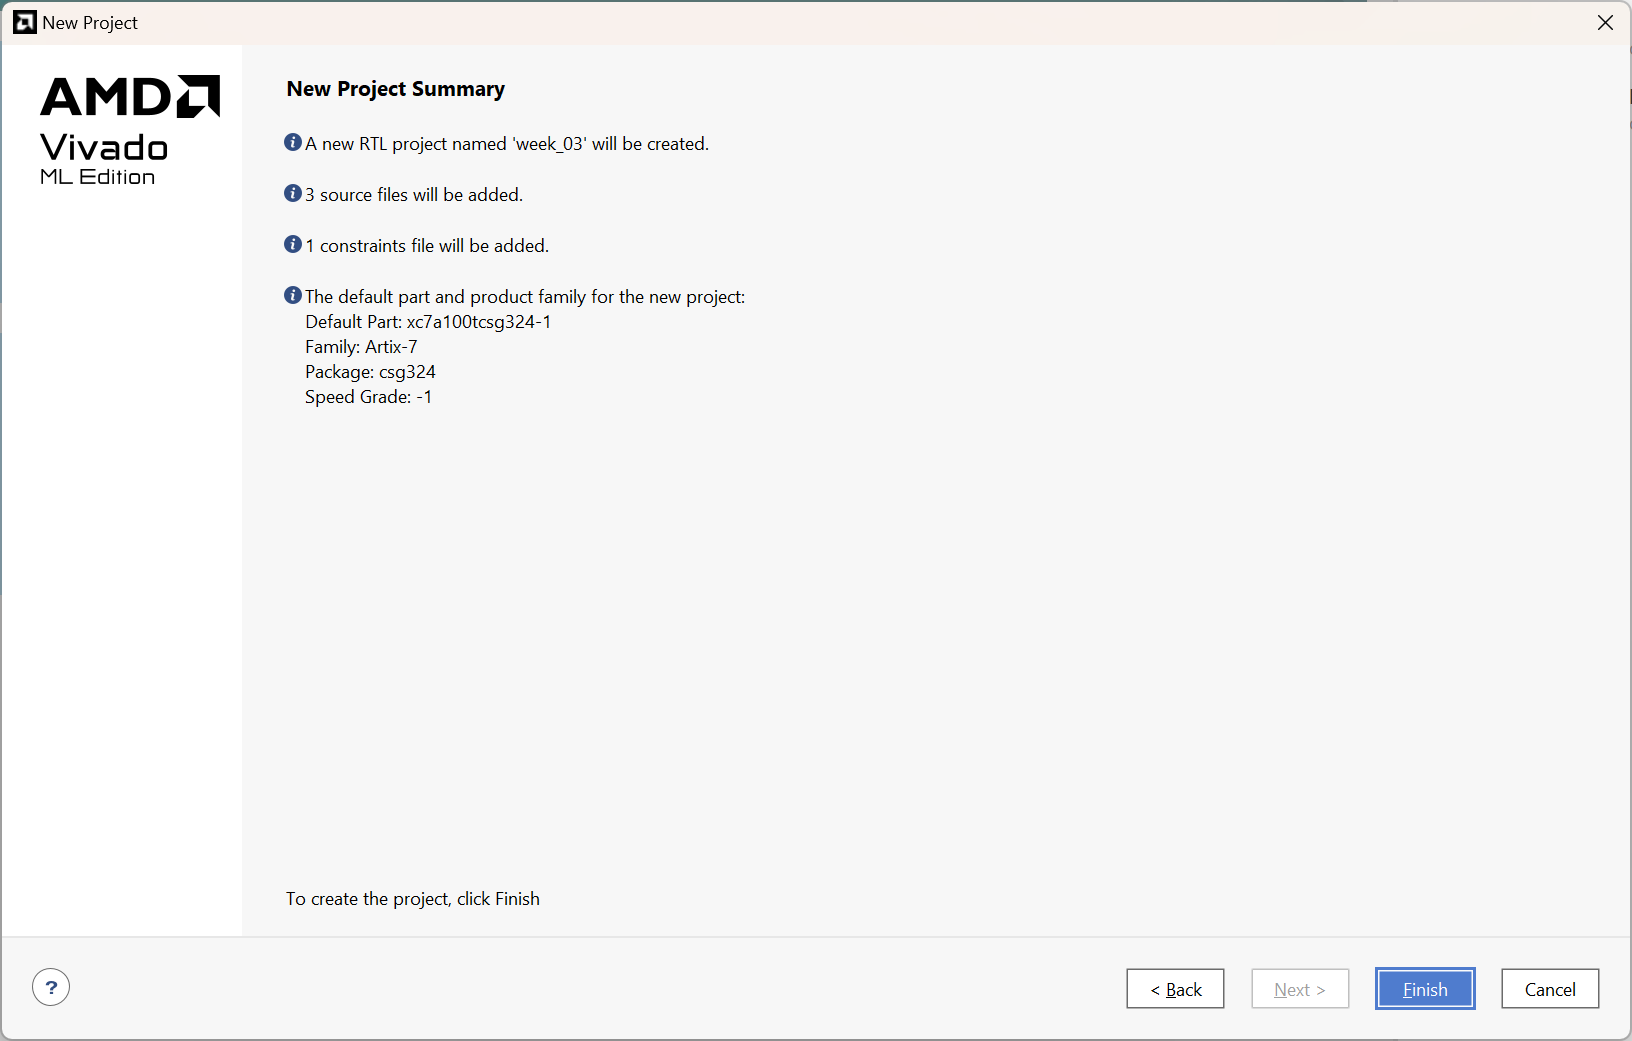 New Project
AMD
Vivado
ML Edition
New Project Summary
A new RTL project named 'week_03' will be created.
3 source files will be added.
1 constraints file will be added.
The default part and product family for the new project:
Default Part: xc7a100tcsg324-1
Family: Artix-7
Package: csg324
Speed Grade: -1
To create the project, click Finish
?
< Back
Next >
Finish
Cancel